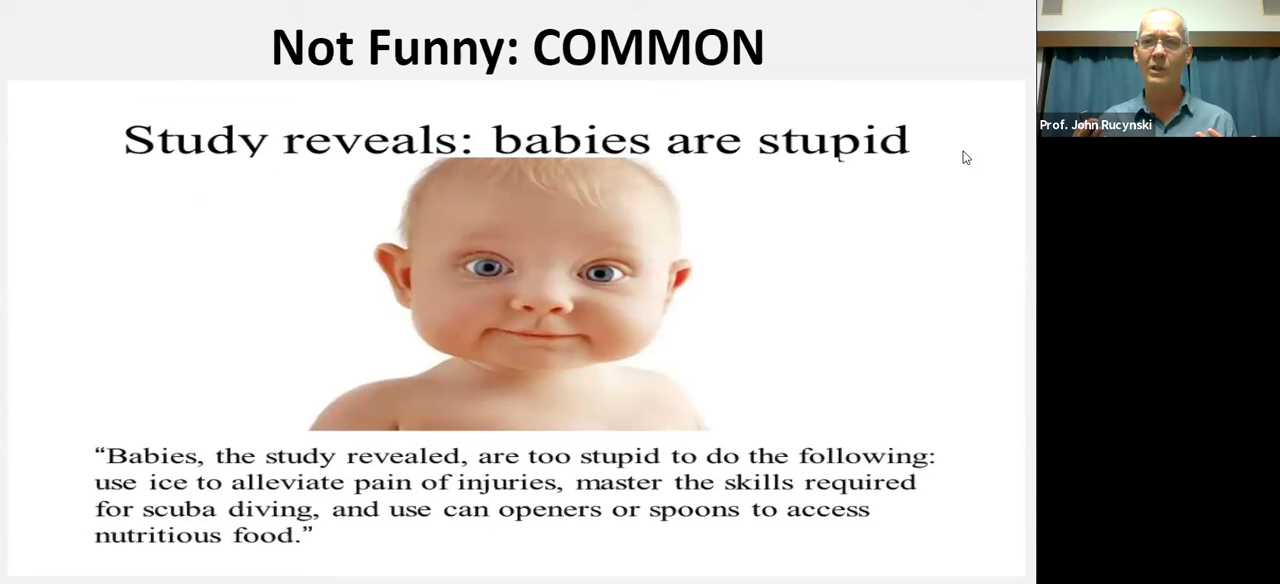 Not Funny: COMMON
Study reveals: babies are stupid
Prof. John Rucynski
“Babies, the study revealed, are too stupid to do the following:
use ice to alleviate pain of injuries, master the skills required
for scuba diving, and use can openers or spoons to access
nutritious food.”